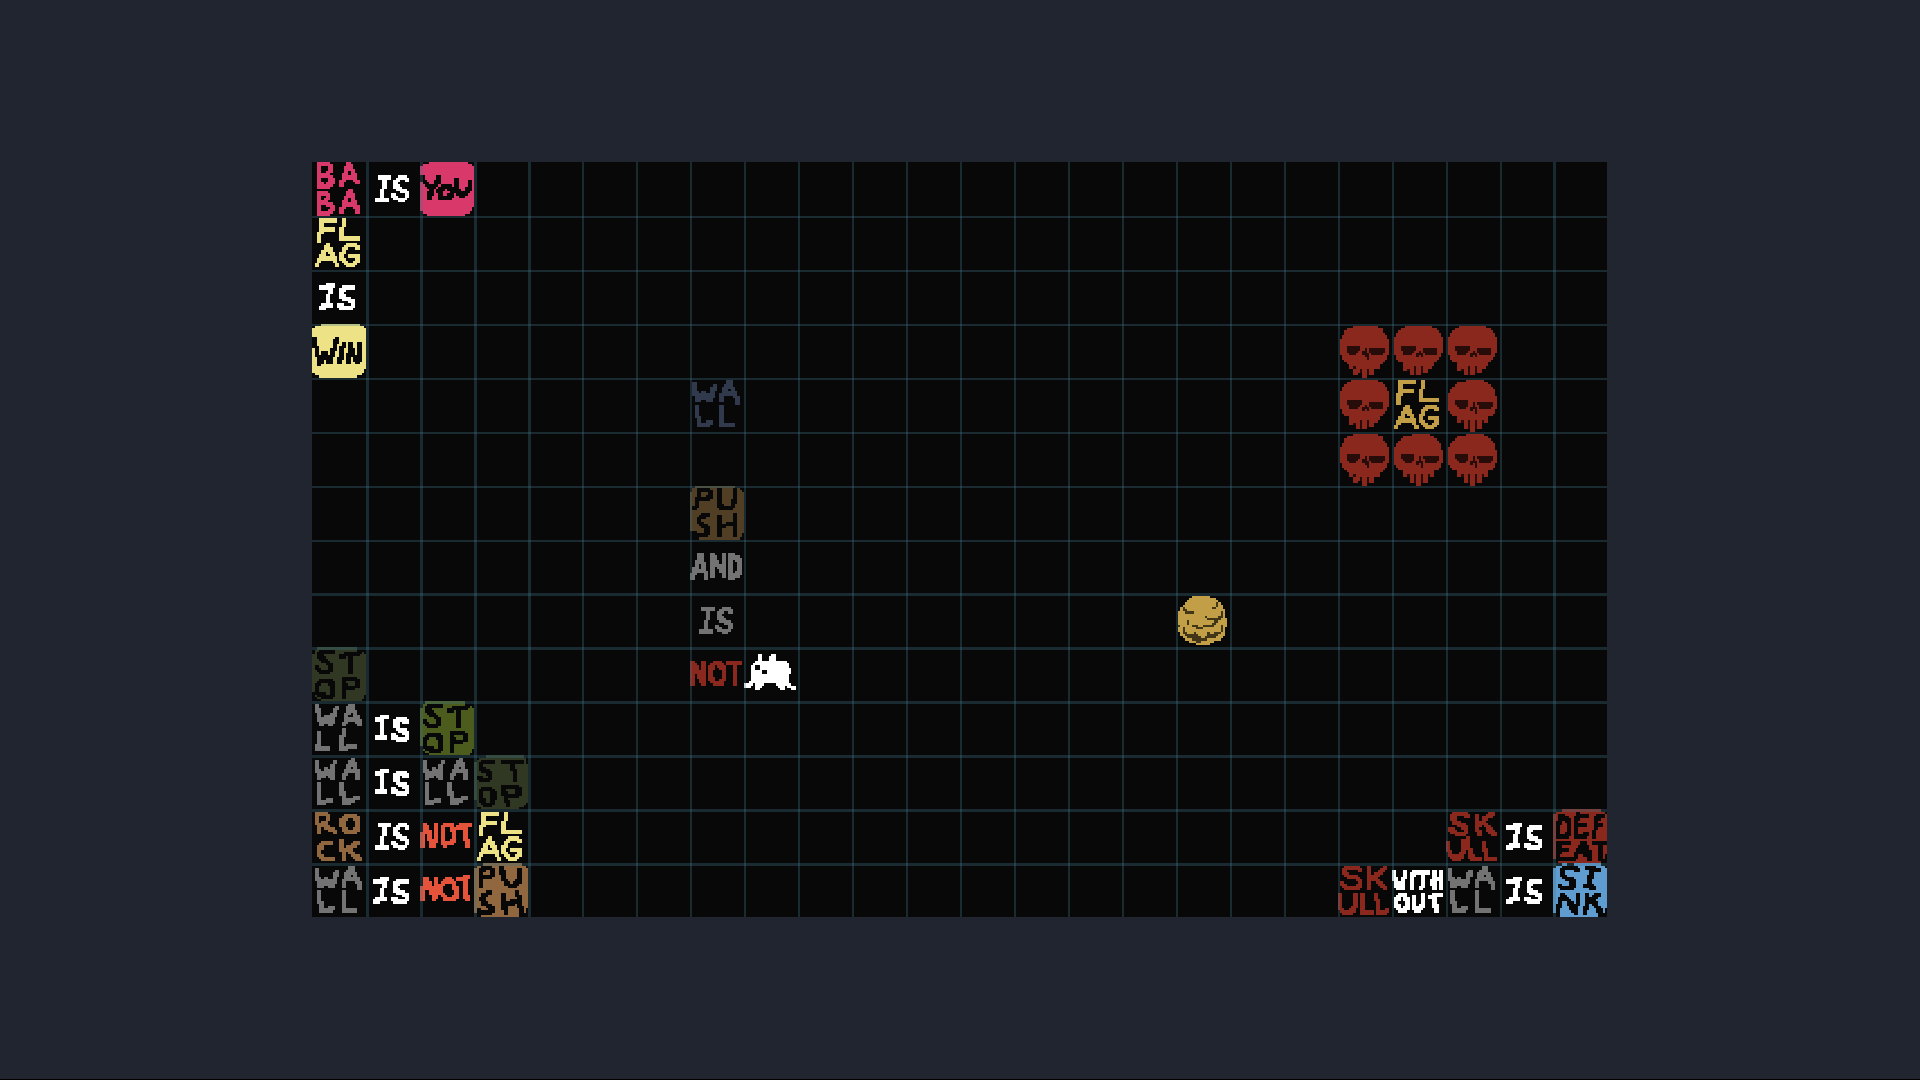 BABA IS YOU
FLAG
IS
WIN
WALL FLAG
PUSH
AND
IS
STOP NOT
WALL IS STOP
WALL IS WALL STOP
ROCK IS NOT FLAG SKULL IS DEFEAT
WALL IS NOT PUSH SKULL WITHOUT WALL IS SINK